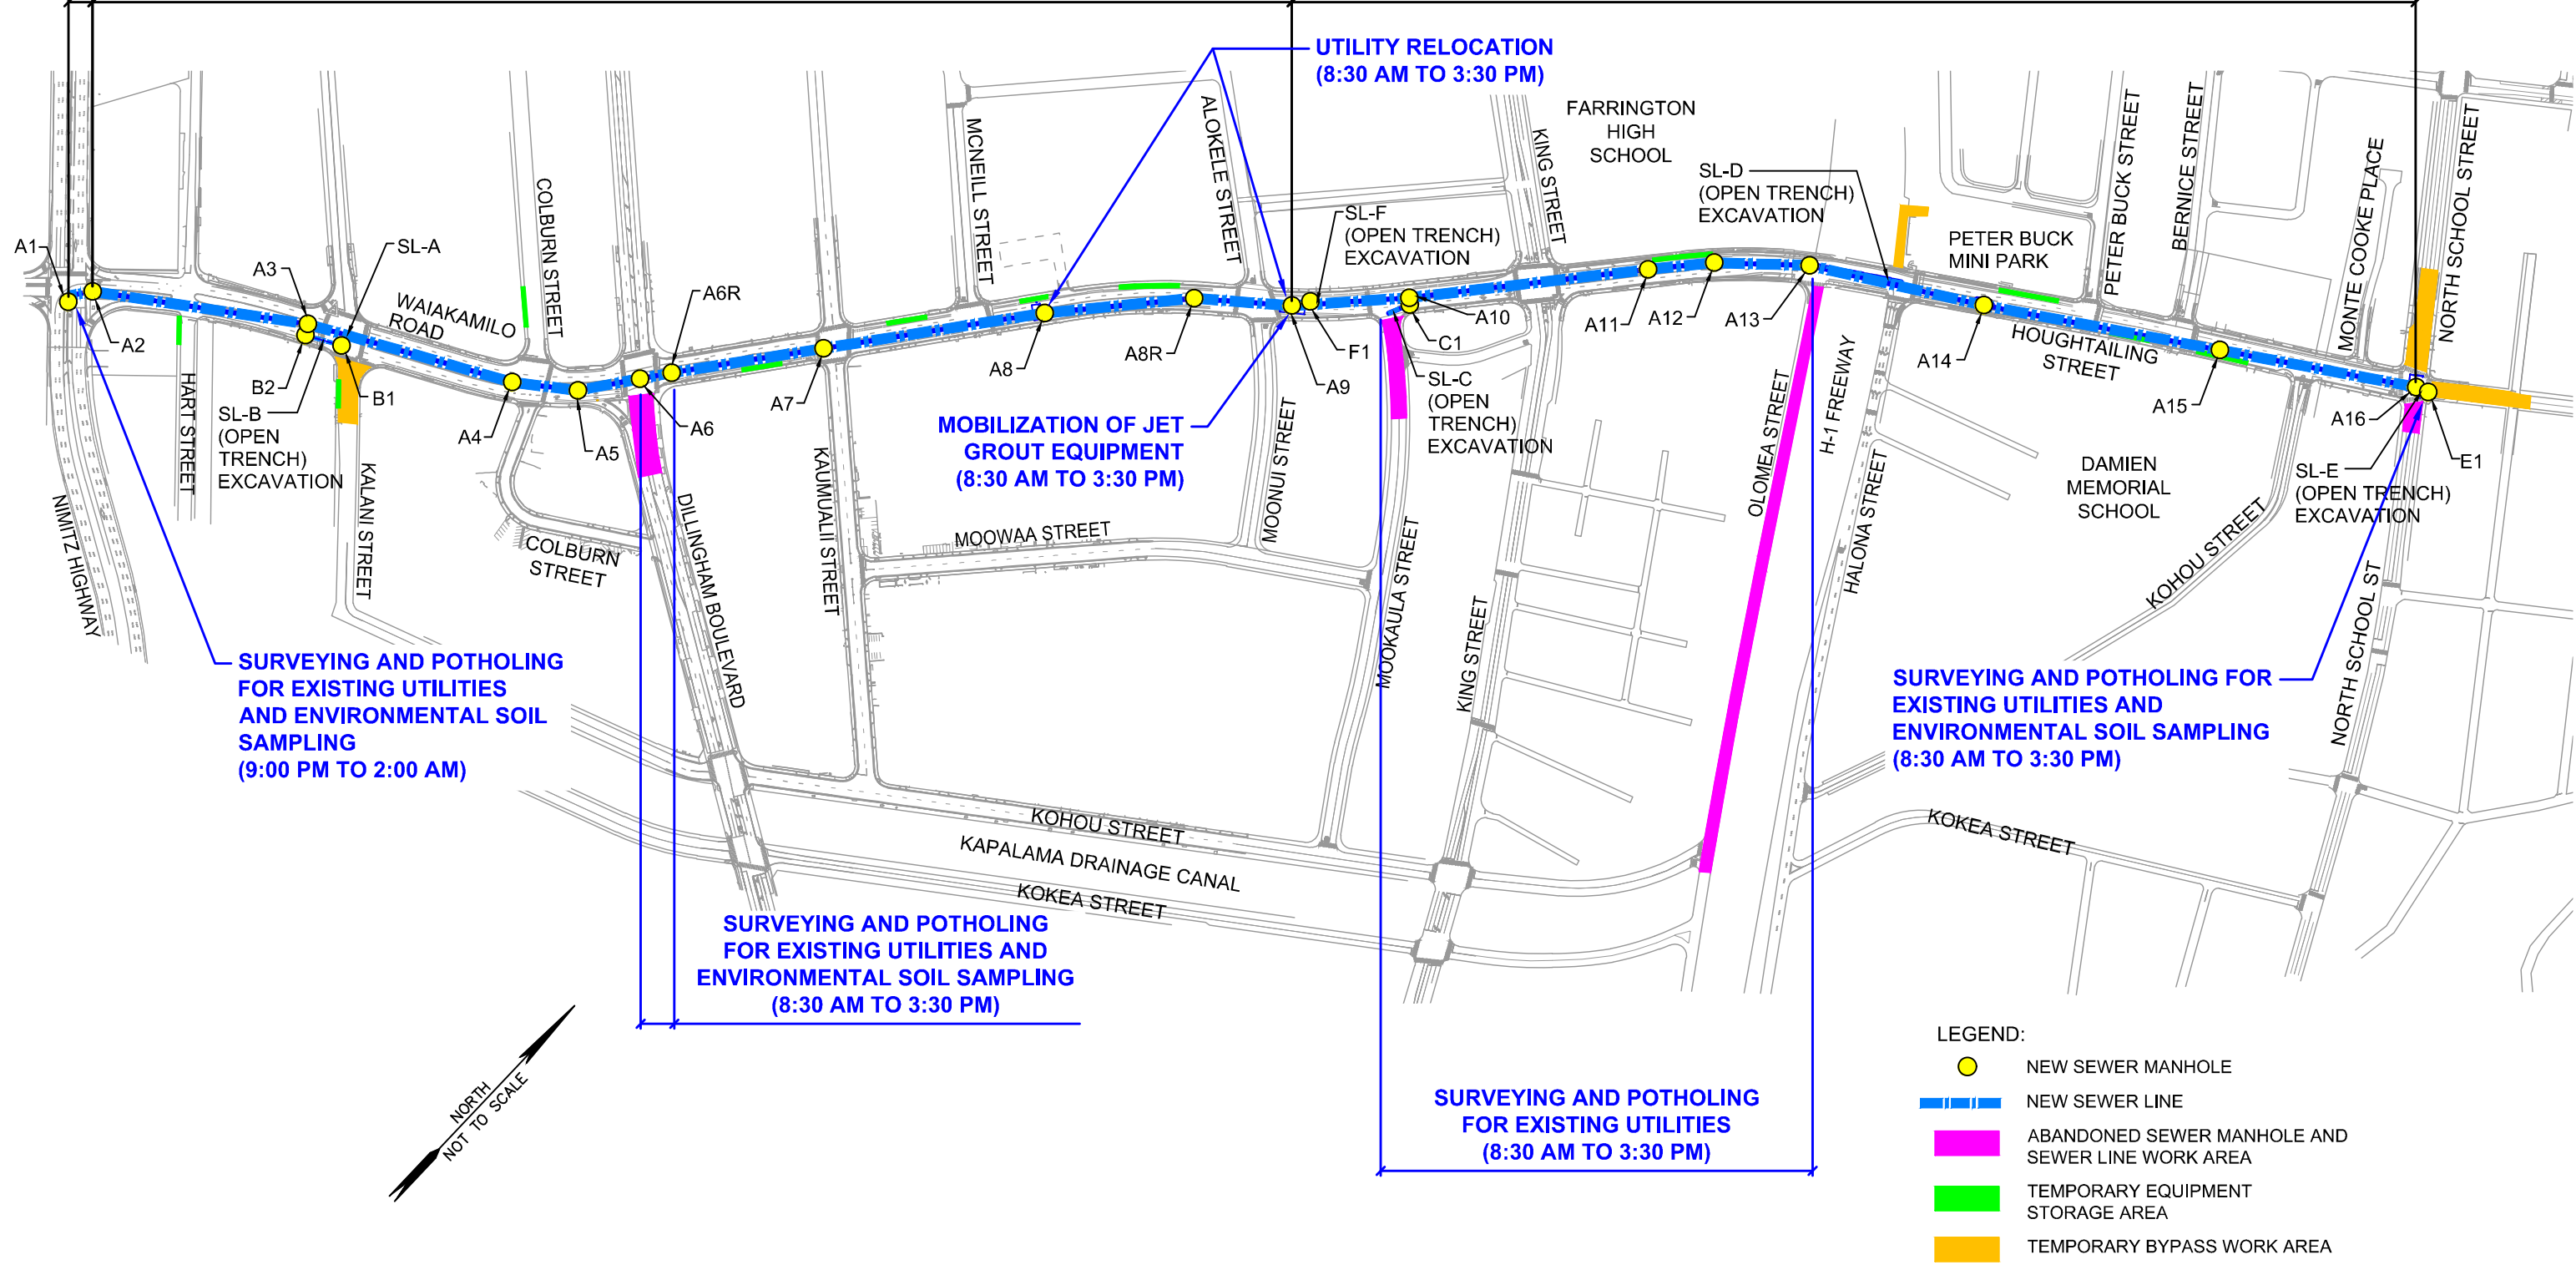 UTILITY RELOCATION
(8:30 AM TO 3:30 PM)
FARRINGTON
HIGH
SCHOOL
MCNEILL STREET
ALOKELE STREET
KING STREET
SL-D
(OPEN TRENCH)
EXCAVATION
PETER BUCK STREET
BERNICE STREET
MONTE COOKE PLACE
NORTH SCHOOL STREET
COLBURN STREET
SL-F
(OPEN TRENCH)
EXCAVATION
PETER BUCK
MINI PARK
A1
A3
SL-A
WAIAKAMILO
ROAD
A6R
A2
B2
SL-B
(OPEN
TRENCH)
EXCAVATION
B1
A4
A5
A6
A7
A8
A8R
F1
A9
A10
C1
SL-C
(OPEN
TRENCH)
EXCAVATION
A11
A12
A13
A14
HOUGHTAILING
STREET
A15
A16
E1
SL-E
(OPEN TRENCH)
EXCAVATION
HART STREET
NIMITZ HIGHWAY
KALANI STREET
COLBURN
STREET
DILLINGHAM BOULEVARD
KAUMUALII STREET
MOBILIZATION OF JET
GROUT EQUIPMENT
(8:30 AM TO 3:30 PM)
MOOWAA STREET
MOONUI STREET
MOOKAULA STREET
KING STREET
OLOMEA STREET
H-1 FREEWAY
HALONA STREET
DAMIEN
MEMORIAL
SCHOOL
KOHOU STREET
NORTH SCHOOL ST
SURVEYING AND POTHOLING
FOR EXISTING UTILITIES
AND ENVIRONMENTAL SOIL
SAMPLING
(9:00 PM TO 2:00 AM)
SURVEYING AND POTHOLING FOR
EXISTING UTILITIES AND
ENVIRONMENTAL SOIL SAMPLING
(8:30 AM TO 3:30 PM)
KOHOU STREET
KAPALAMA DRAINAGE CANAL
KOKEA STREET
KOKEA STREET
SURVEYING AND POTHOLING
FOR EXISTING UTILITIES AND
ENVIRONMENTAL SOIL SAMPLING
(8:30 AM TO 3:30 PM)
SURVEYING AND POTHOLING
FOR EXISTING UTILITIES
(8:30 AM TO 3:30 PM)
NORTH
NOT TO SCALE
LEGEND:
NEW SEWER MANHOLE
NEW SEWER LINE
ABANDONED SEWER MANHOLE AND
SEWER LINE WORK AREA
TEMPORARY EQUIPMENT
STORAGE AREA
TEMPORARY BYPASS WORK AREA